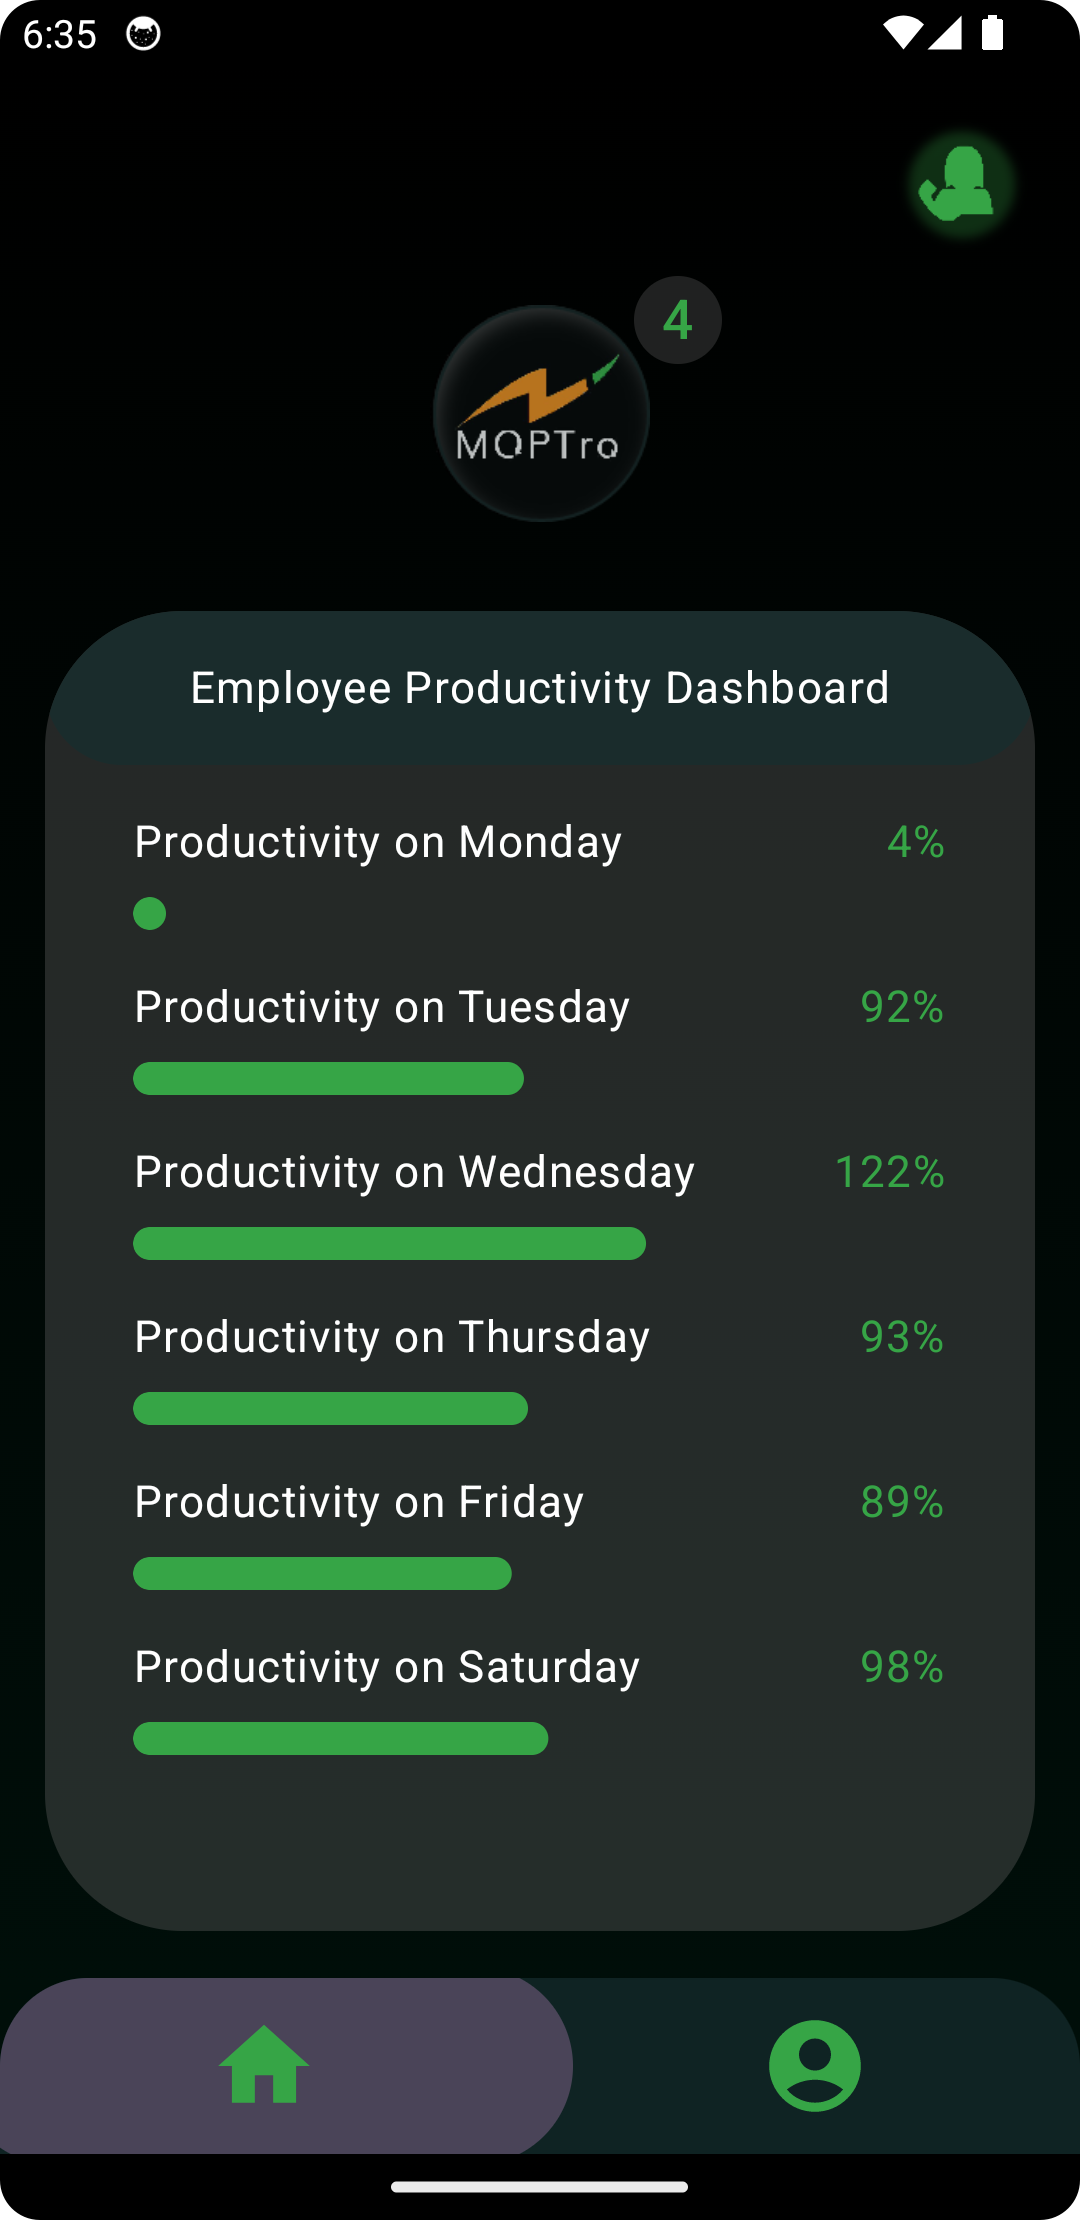 6:35
4
MOPTro
Employee Productivity Dashboard
Productivity on Monday 4%
Productivity on Tuesday 92%
Productivity on Wednesday 122%
Productivity on Thursday 93%
Productivity on Friday 89%
Productivity on Saturday 98%